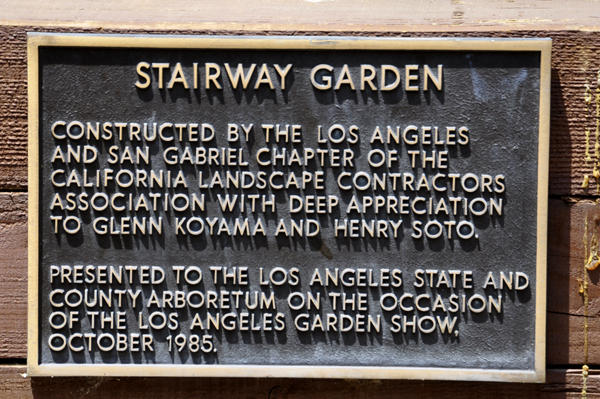 STAIRWAY GARDEN
CONSTRUCTED BY THE LOS ANGELES
AND SAN GABRIEL CHAPTER OF THE
CALIFORNIA LANDSCAPE CONTRACTORS
ASSOCIATION WITH DEEP APPRECIATION
TO GLENN KOYAMA AND HENRY SOTO.
PRESENTED TO THE LOS ANGELES STATE AND
COUNTY ARBORETUM ON THE OCCASION
OF THE LOS ANGELES GARDEN SHOW,
OCTOBER 1985.